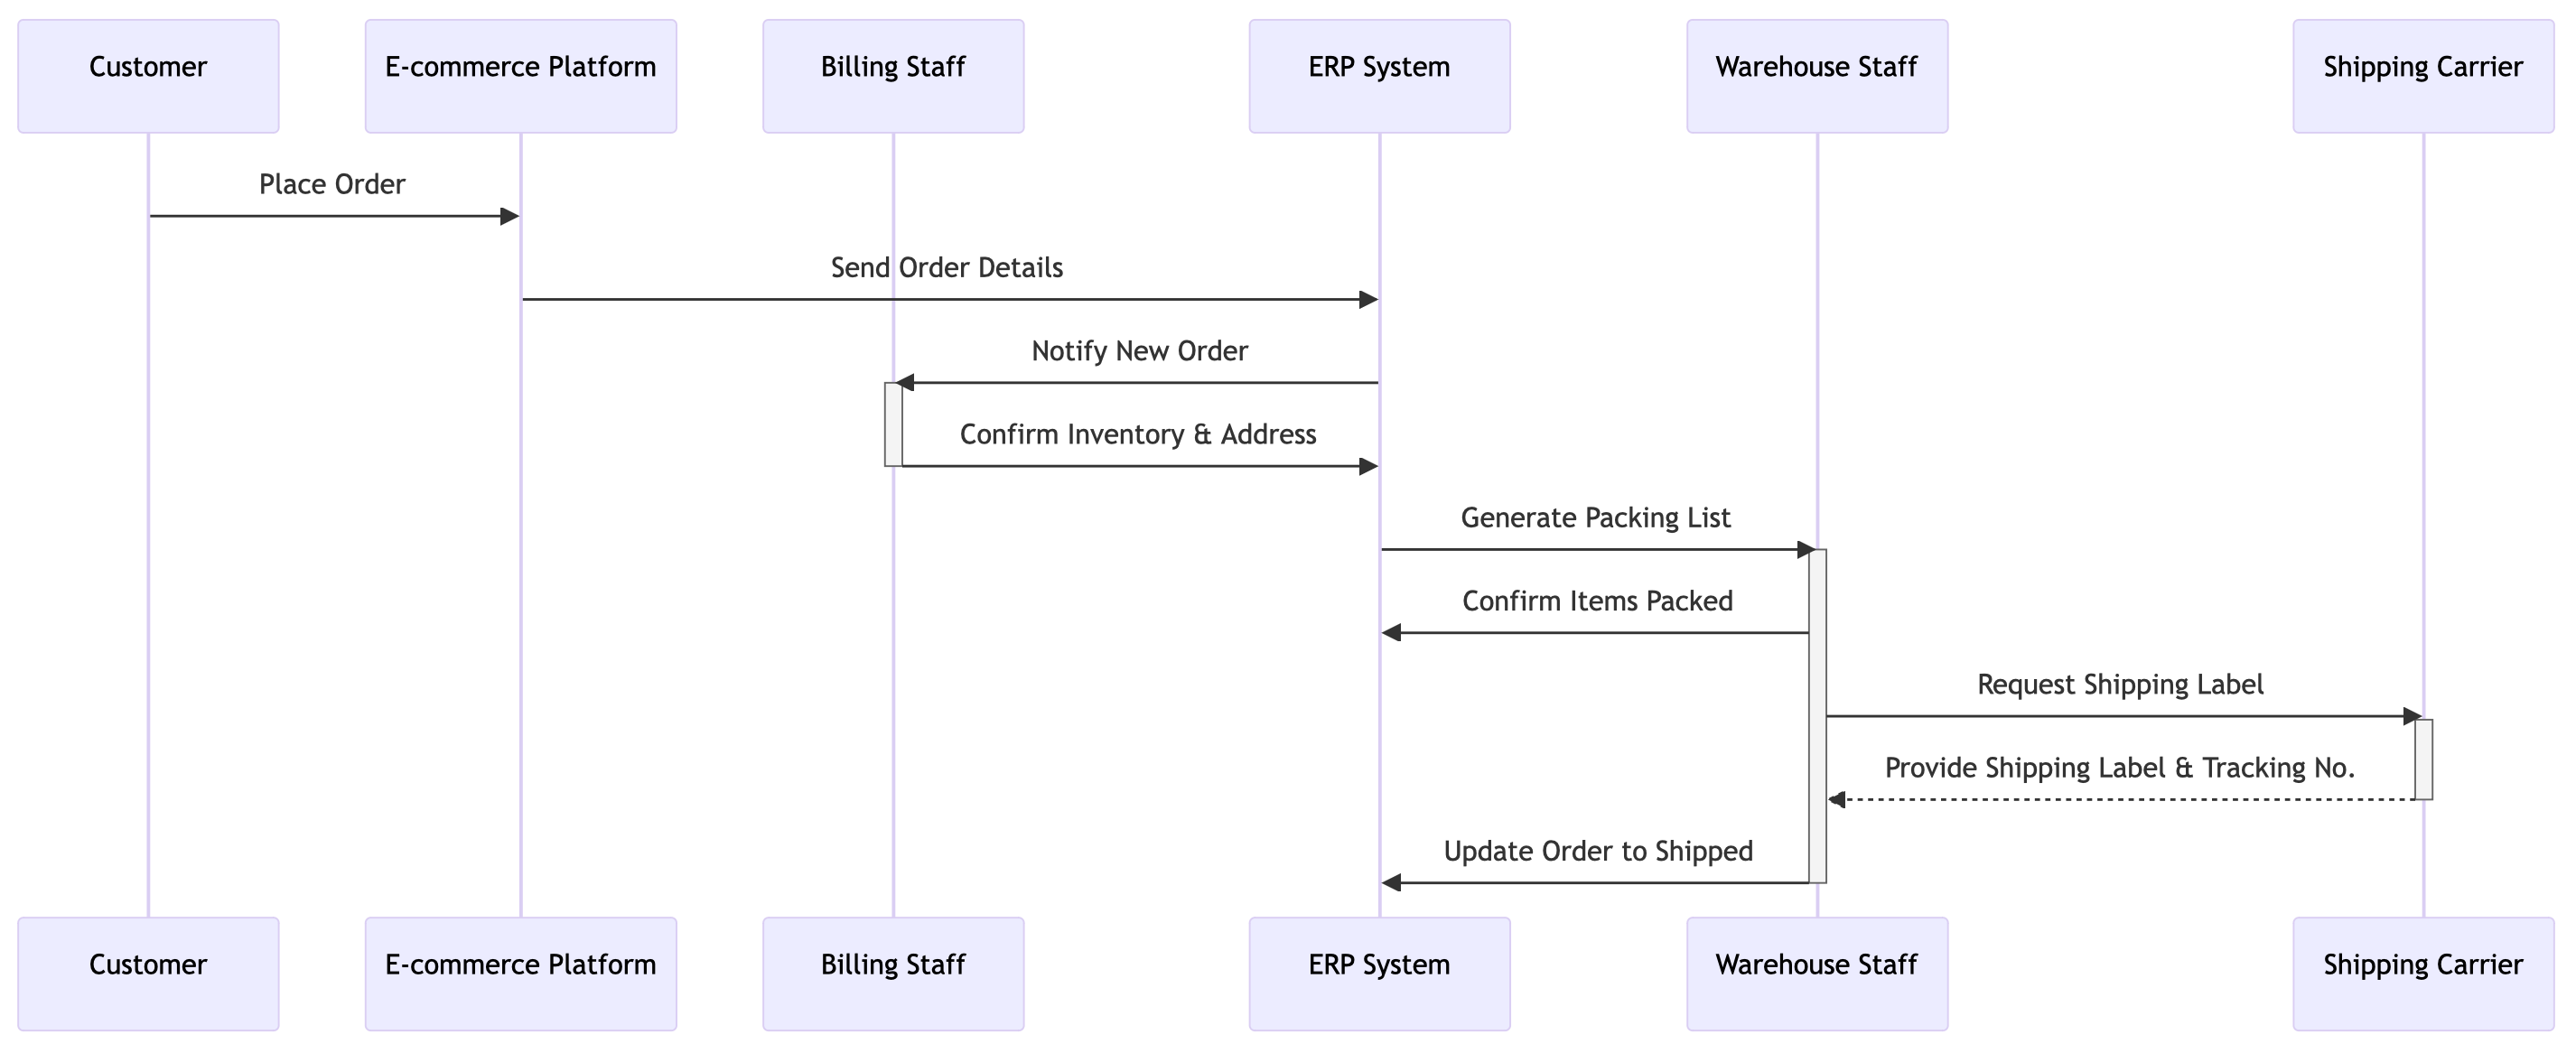 Customer
E-commerce Platform
Billing Staff
ERP System
Warehouse Staff
Shipping Carrier
Place Order
Send Order Details
Notify New Order
Confirm Inventory & Address
Generate Packing List
Confirm Items Packed
Request Shipping Label
Provide Shipping Label & Tracking No.
Update Order to Shipped
Customer
E-commerce Platform
Billing Staff
ERP System
Warehouse Staff
Shipping Carrier